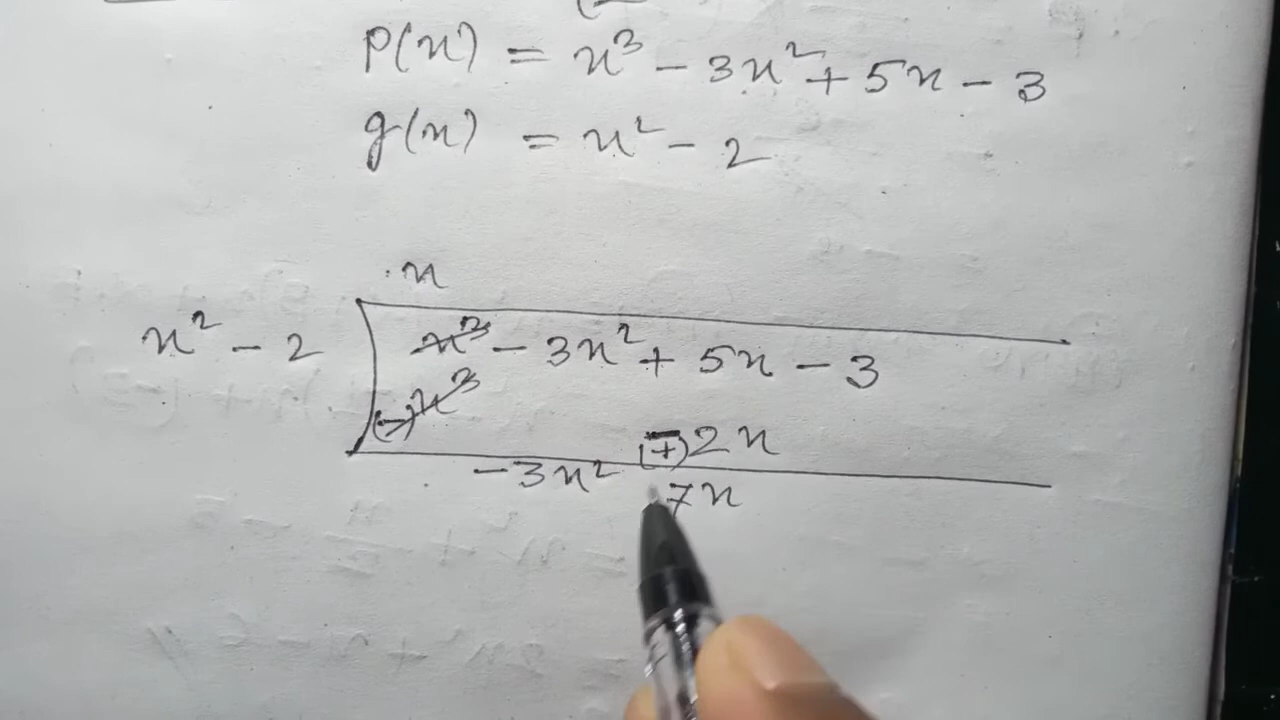 p(x) = x³ - 3x² + 5x - 3
g(x) = x² - 2
x
x² - 2
x³ - 3x² + 5x - 3
(-) x³
(+) - 2x
-3x² 7x